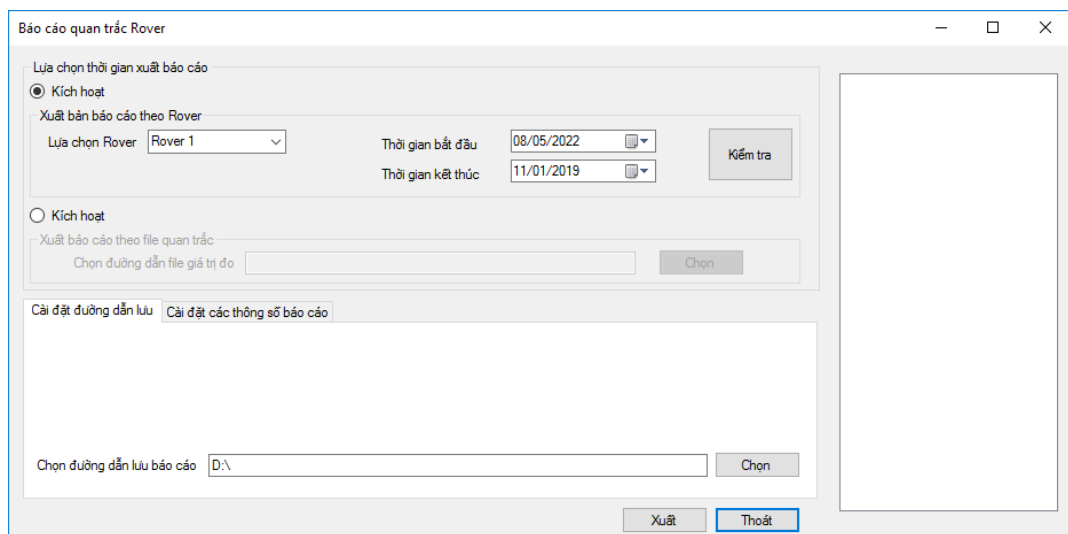 Báo cáo quan trắc Rover
Lựa chọn thời gian xuất báo cáo
Kích hoạt
Xuất bản báo cáo theo Rover
Lựa chọn Rover Rover 1
Thời gian bắt đầu 08/05/2022
Thời gian kết thúc 11/01/2019
Kiểm tra
Kích hoạt
Xuất báo cáo theo file quan trắc
Chọn đường dẫn file giá trị đo Chọn
Cài đặt đường dẫn lưu Cài đặt các thông số báo cáo
Chọn đường dẫn lưu báo cáo D:\ Chọn
Xuất Thoát